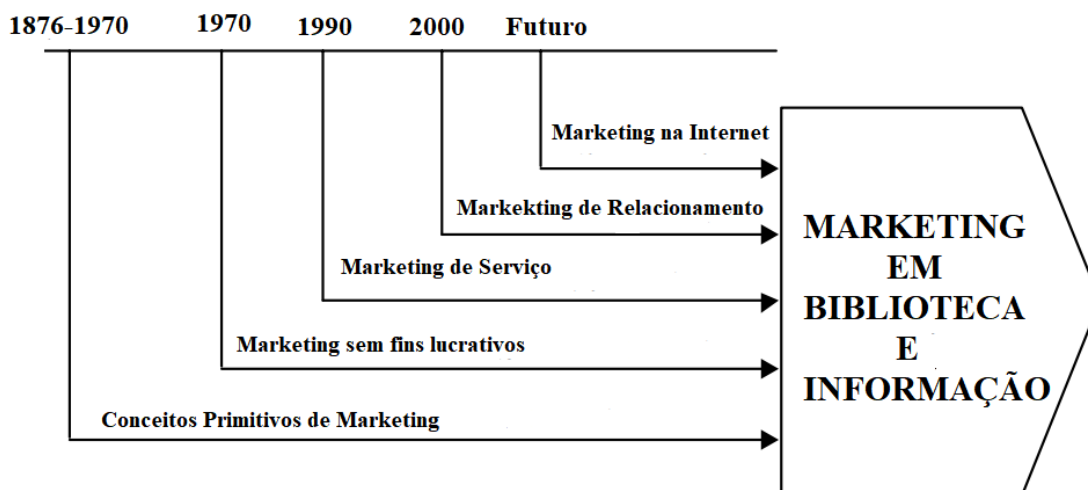 1876-1970 1970 1990 2000 Futuro
Marketing na Internet
Markekting de Relacionamento
Marketing de Serviço
Marketing sem fins lucrativos
Conceitos Primitivos de Marketing
MARKETING
EM
BIBLIOTECA
E
INFORMAÇÃO